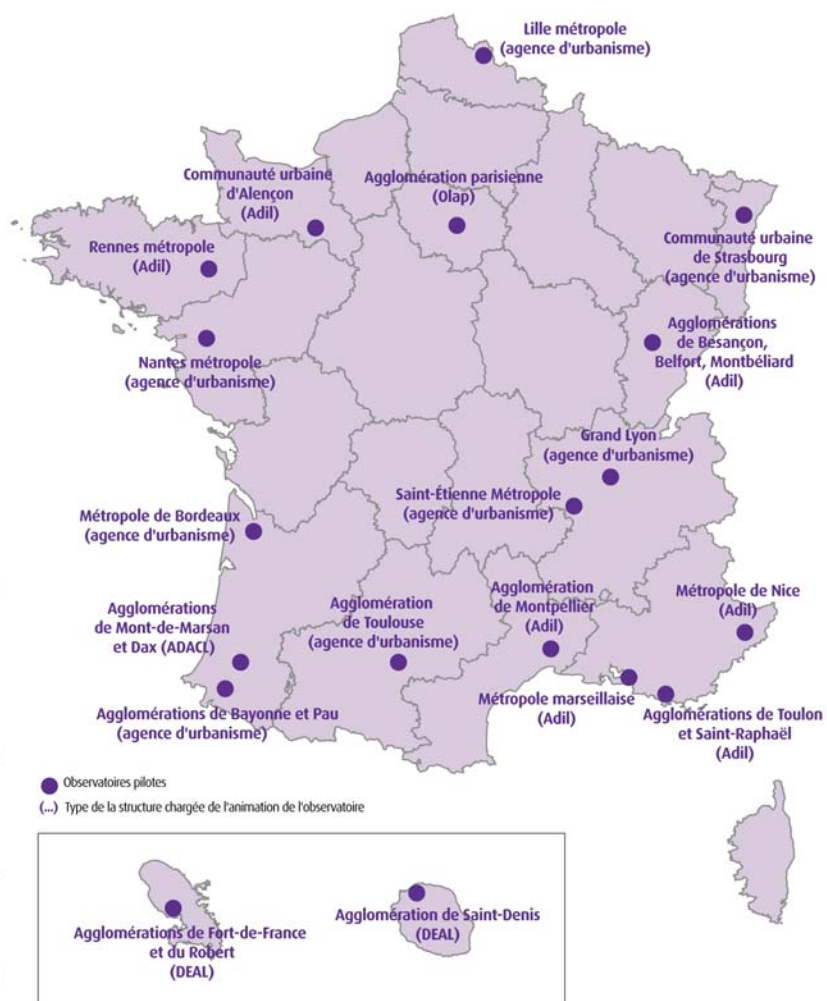 Lille métropole
(agence d'urbanisme)
Communauté urbaine
d'Alençon
(Adil)
Agglomération parisienne
(Olap)
Rennes métropole
(Adil)
Communauté urbaine
de Strasbourg
(agence d'urbanisme)
Nantes métropole
(agence d'urbanisme)
Agglomérations
de Besançon,
Belfort, Montbéliard
(Adil)
Grand Lyon
(agence d'urbanisme)
Saint-Étienne Métropole
(agence d'urbanisme)
Métropole de Bordeaux
(agence d'urbanisme)
Agglomérations
de Mont-de-Marsan
et Dax (ADACL)
Agglomération
de Toulouse
(agence d'urbanisme)
Agglomération
de Montpellier
(Adil)
Métropole de Nice
(Adil)
Agglomérations de Bayonne et Pau
(agence d'urbanisme)
Métropole marseillaise
(Adil)
Agglomérations de Toulon
et Saint-Raphaël
(Adil)
Observatoires pilotes
(...) Type de la structure chargée de l'animation de l'observatoire
Agglomérations de Fort-de-France
et du Robert
(DEAL)
Agglomération de Saint-Denis
(DEAL)